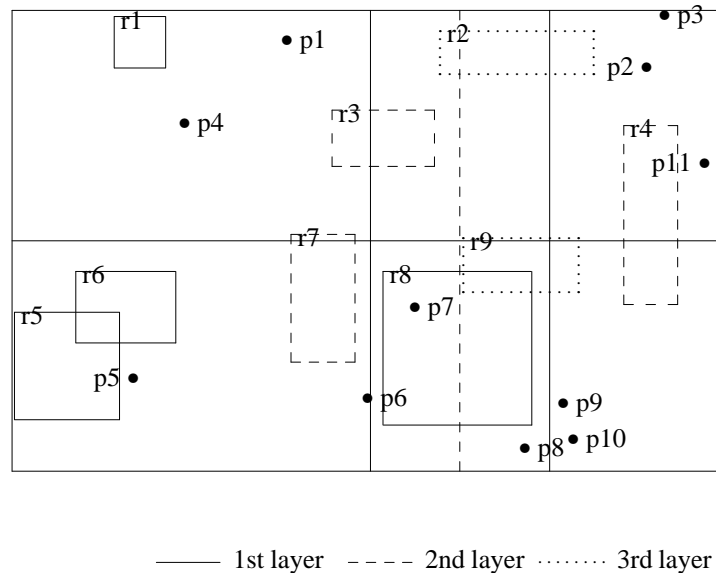 p3
r1
r2
p1
p2
r3
p4
r4
p11
r7
r9
r6
r8
p7
r5
p5
p6
p9
p10
p8
1st layer 2nd layer 3rd layer